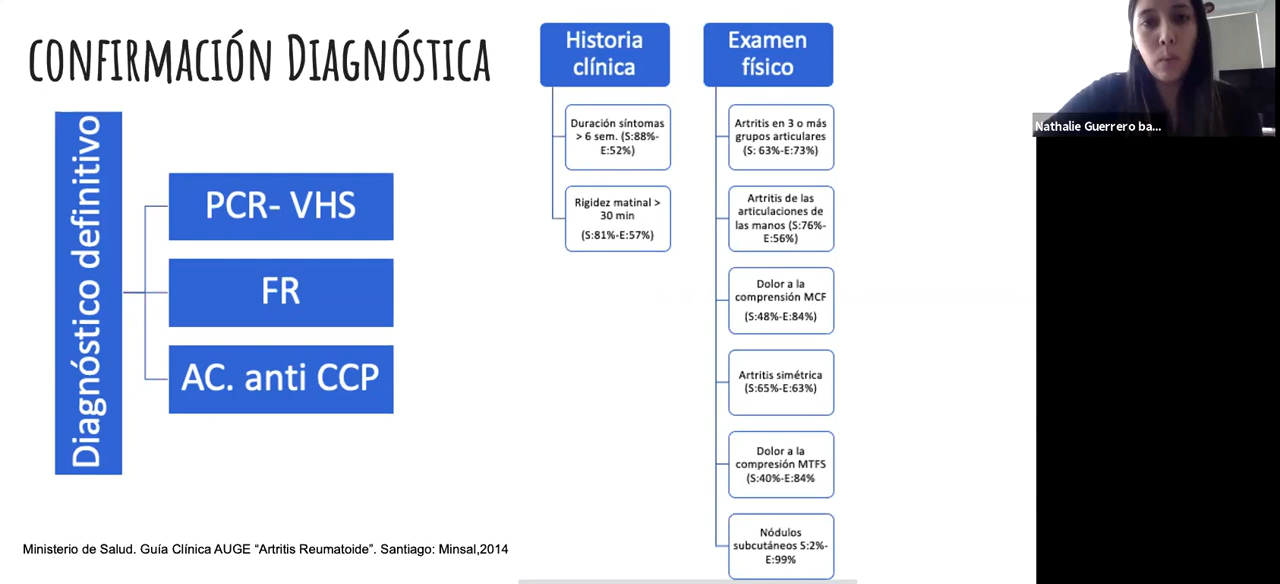 CONFIRMACIÓN DIAGNÓSTICA
Diagnóstico definitivo
PCR- VHS
FR
AC. anti CCP
Historia
clínica
Duración síntomas
> 6 sem. (S:88%-
E:52%)
Rigidez matinal >
30 min
(S:81%-E:57%)
Examen
físico
Artritis en 3 o más
grupos articulares
(S: 63%-E:73%)
Artritis de las
articulaciones de
las manos (S:76%-
E:56%)
Dolor a la
comprensión MCF
(S:48%-E:84%)
Artritis simétrica
(S:65%-E:63%)
Dolor a la
compresión MTFS
(S:40%-E:84%
Nódulos
subcutáneos S:2%-
E:99%
Ministerio de Salud. Guía Clínica AUGE “Artritis Reumatoide”. Santiago: Minsal,2014
Nathalie Guerrero ba...